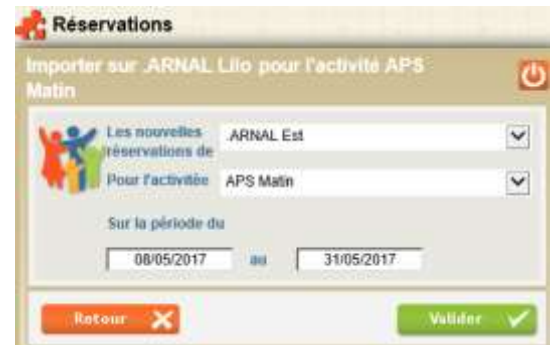 Réservations
Importer sur .ARNAL Lilo pour l'activité APS
Matin
Les nouvelles
réservations de
.ARNAL Est
Pour l'activitée
APS Matin
Sur la période du
08/05/2017 au 31/05/2017
Retour
Valider